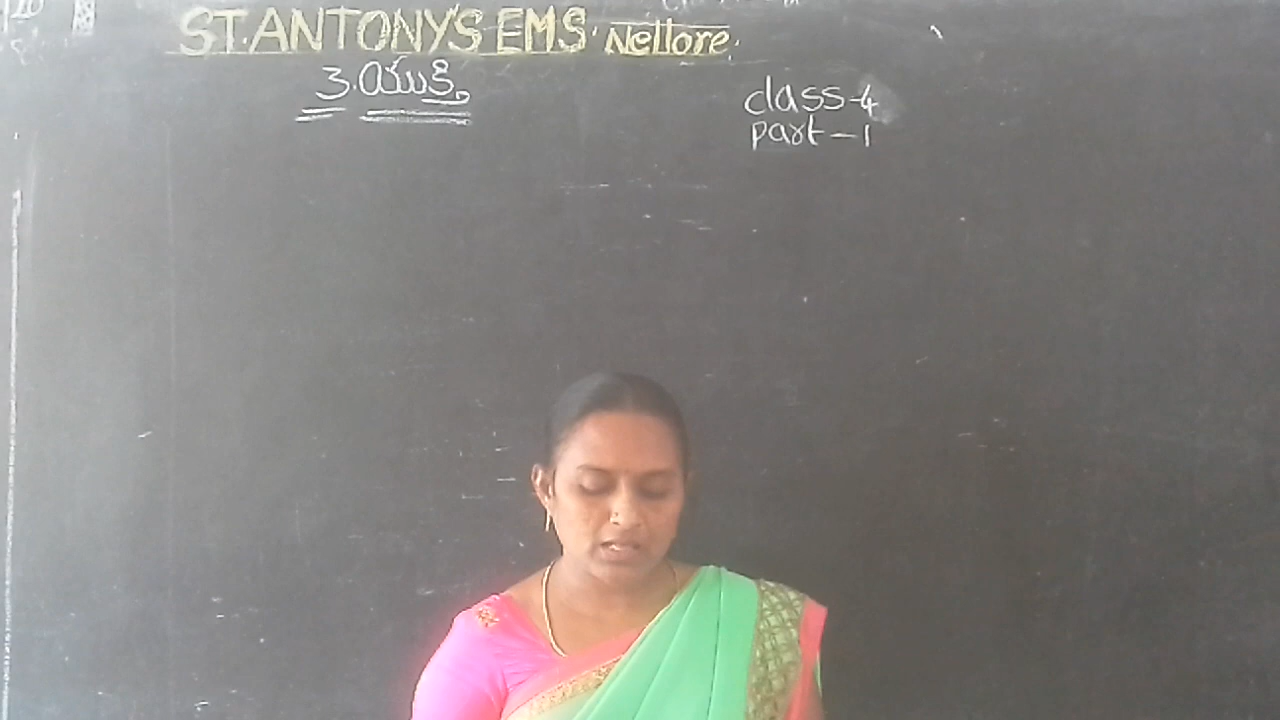 ST.ANTONY'S EMS. Nellore.
3. యుక్తి
class-4
part-1